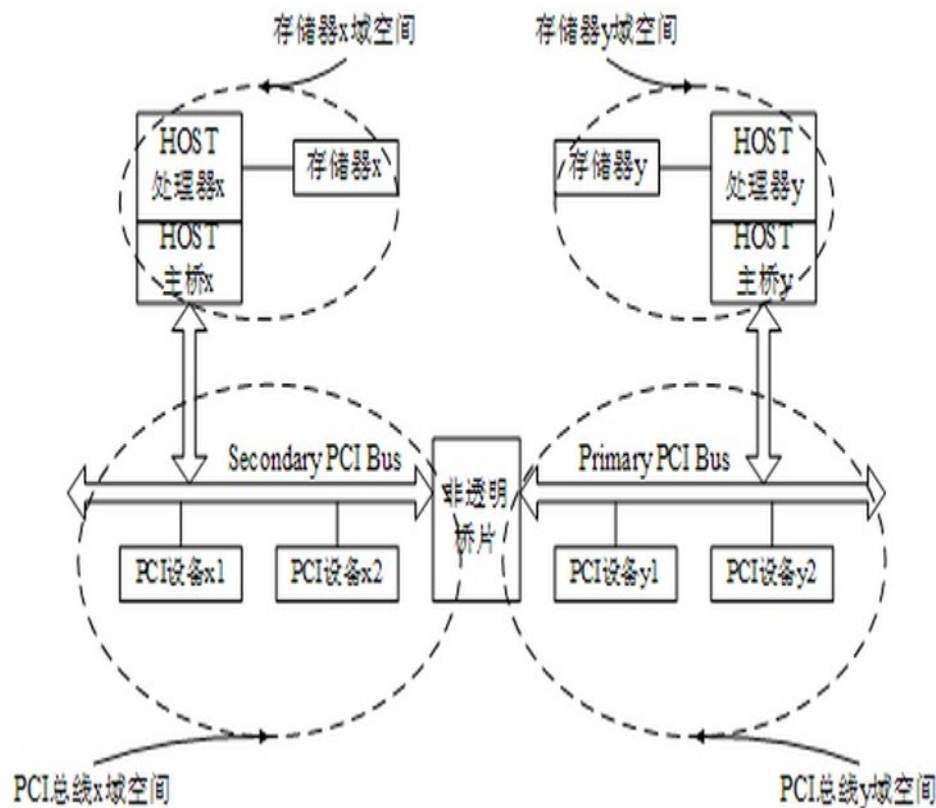 存储器x域空间
存储器y域空间
HOST
处理器x
存储器x
存储器y
HOST
处理器y
HOST
主桥x
HOST
主桥y
Secondary PCI Bus
非透明
桥片
Primary PCI Bus
PCI设备x1
PCI设备x2
PCI设备y1
PCI设备y2
PCI总线x域空间
PCI总线y域空间